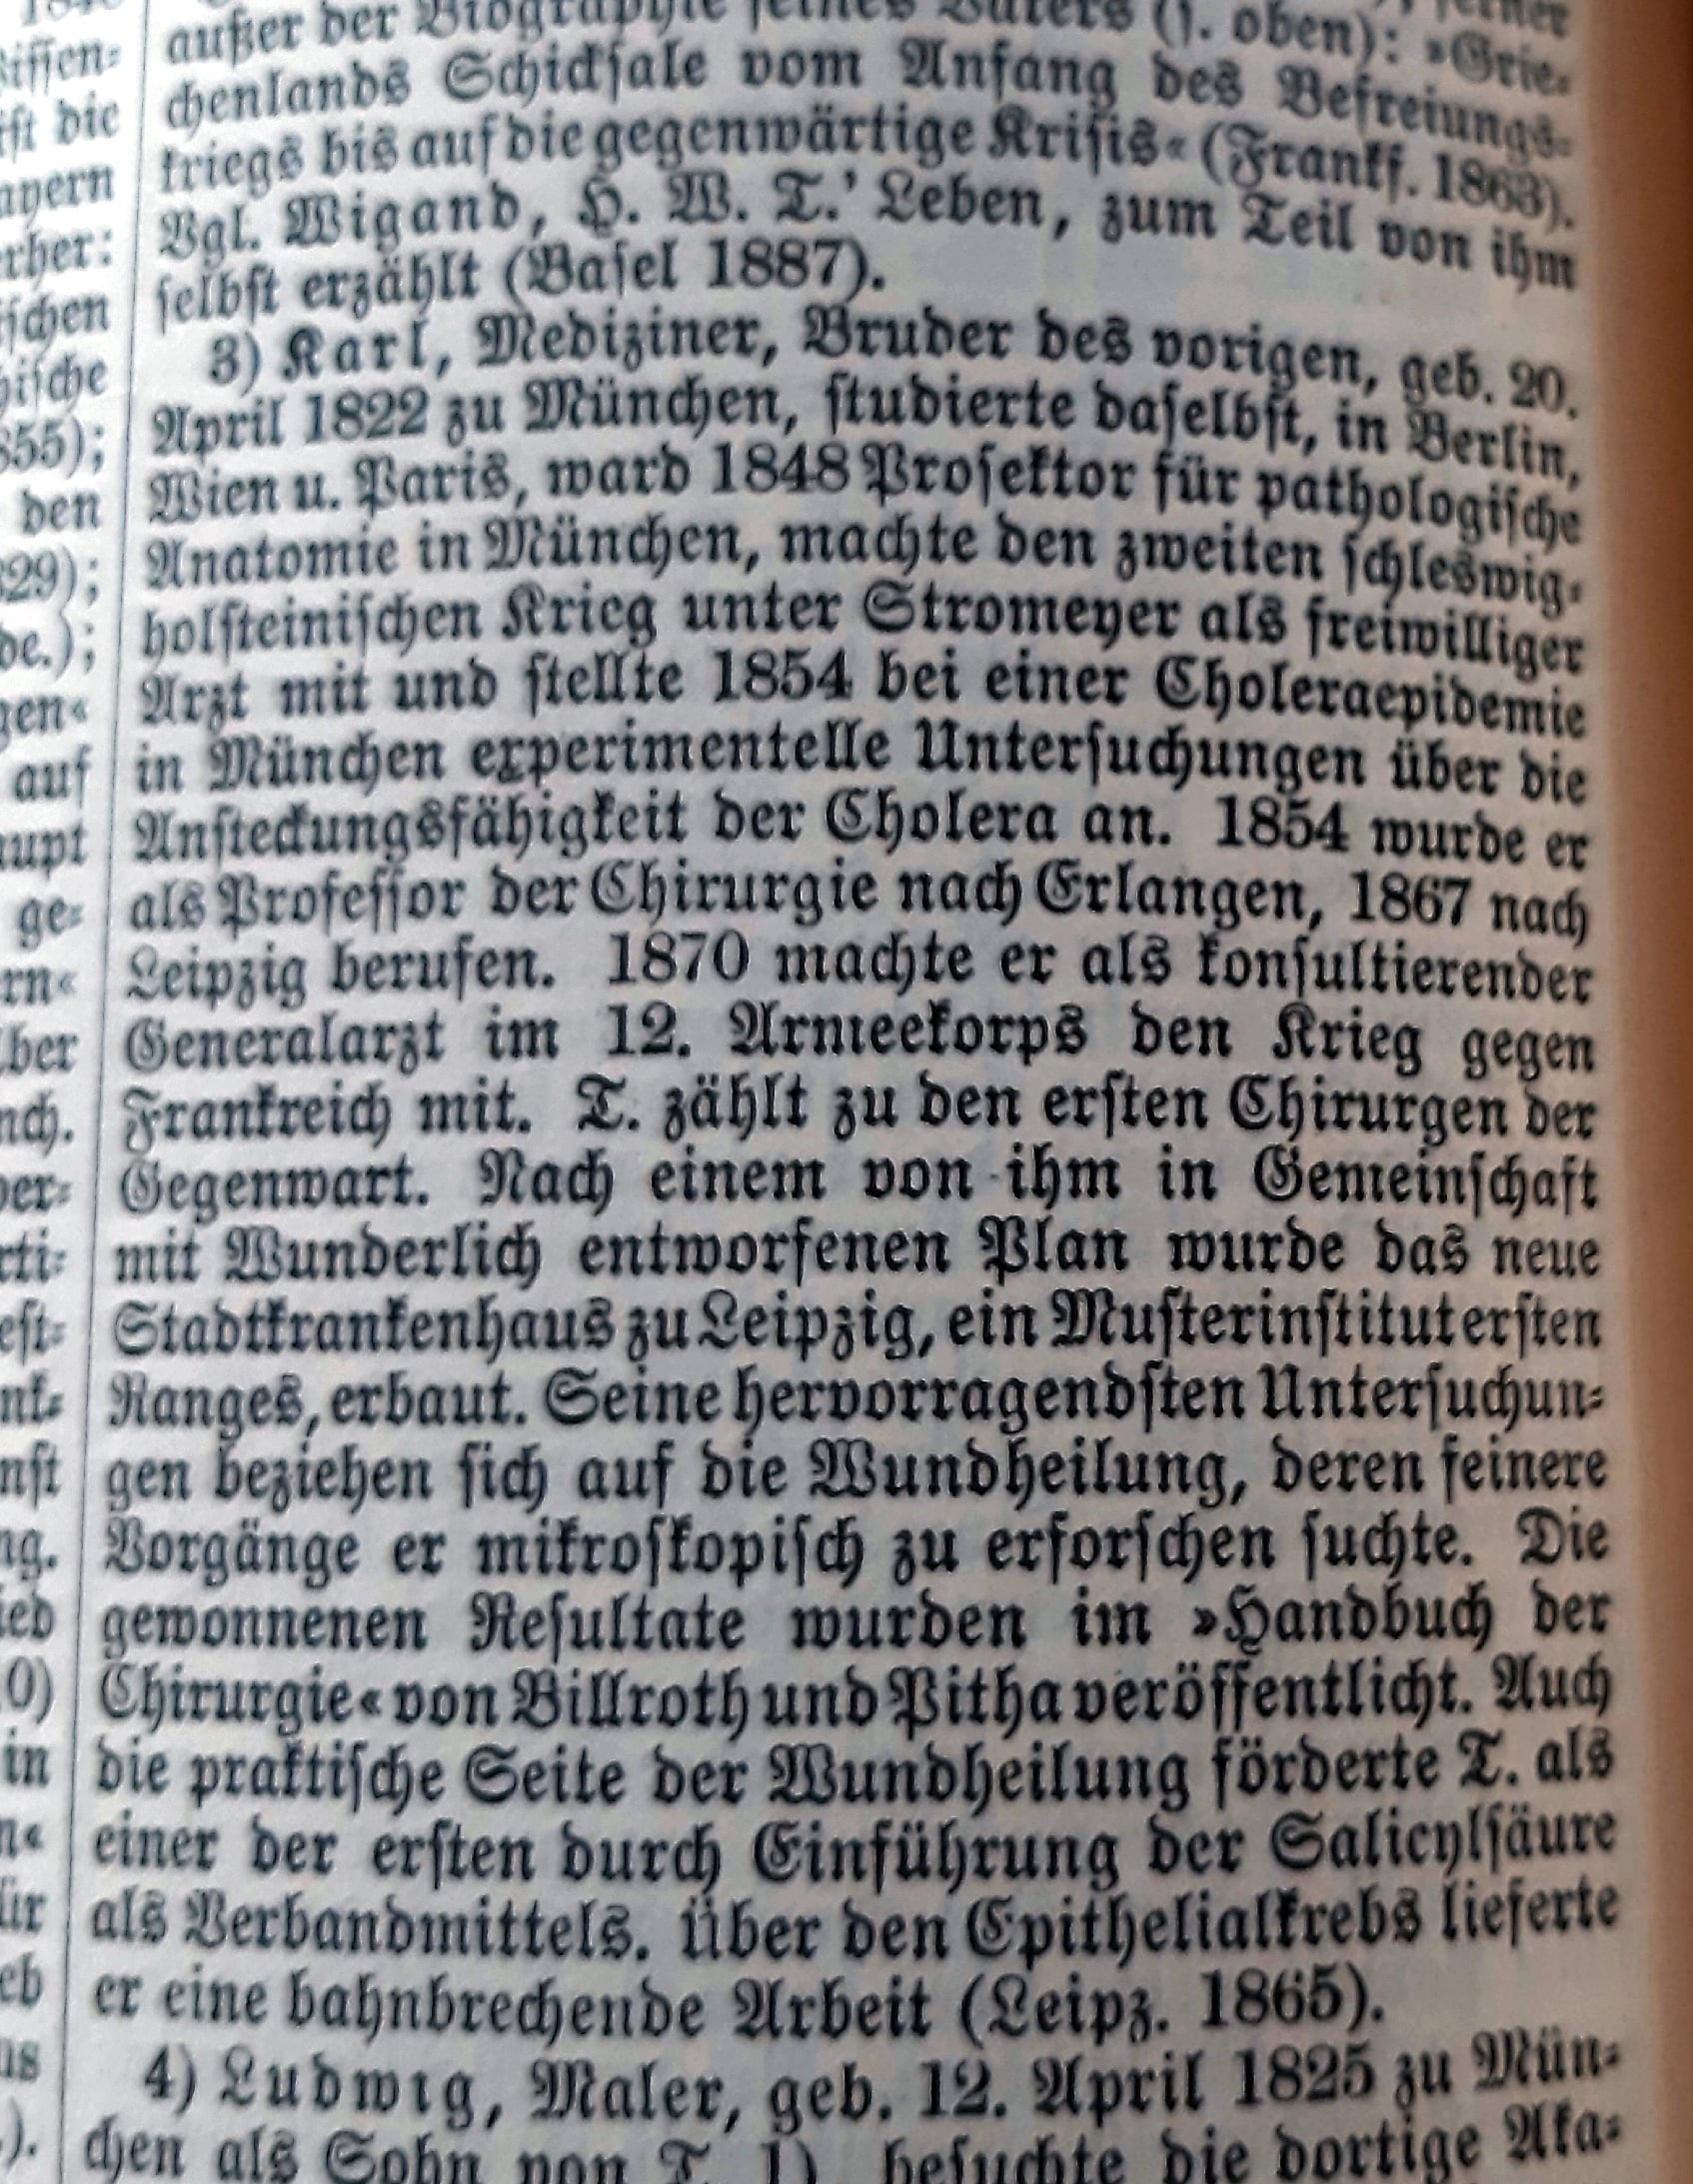 außer der Biographie seines Vaters (s. oben): »Grie-
chenlands Schicksale vom Anfang des Befreiungs-
kriegs bis auf die gegenwärtige Krisis« (Frankf. 1863).
Vgl. Wigand, H. W. T.' Leben, zum Teil von ihm
selbst erzählt (Basel 1887).
3) Karl, Mediziner, Bruder des vorigen, geb. 20.
April 1822 zu München, studierte daselbst, in Berlin,
Wien u. Paris, ward 1848 Prosektor für pathologische
Anatomie in München, machte den zweiten schleswig-
holsteinischen Krieg unter Stromeyer als freiwilliger
Arzt mit und stellte 1854 bei einer Choleraepidemie
in München experimentelle Untersuchungen über die
Ansteckungsfähigkeit der Cholera an. 1854 wurde er
als Professor der Chirurgie nach Erlangen, 1867 nach
Leipzig berufen. 1870 machte er als konsultierender
Generalarzt im 12. Armeekorps den Krieg gegen
Frankreich mit. T. zählt zu den ersten Chirurgen der
Gegenwart. Nach einem von ihm in Gemeinschaft
mit Wunderlich entworfenen Plan wurde das neue
Stadtkrankenhaus zu Leipzig, ein Musterinstitut ersten
Ranges, erbaut. Seine hervorragendsten Untersuchun-
gen beziehen sich auf die Wundheilung, deren feinere
Vorgänge er mikroskopisch zu erforschen suchte. Die
gewonnenen Resultate wurden im »Handbuch der
Chirurgie« von Billroth und Pitha veröffentlicht. Auch
die praktische Seite der Wundheilung förderte T. als
einer der ersten durch Einführung der Salicylsäure
als Verbandmittels. Über den Epithelialkrebs lieferte
er eine bahnbrechende Arbeit (Leipz. 1865).
4) Ludwig, Maler, geb. 12. April 1825 zu Mün-
chen als Sohn von T. 1), besuchte die dortige Aka-